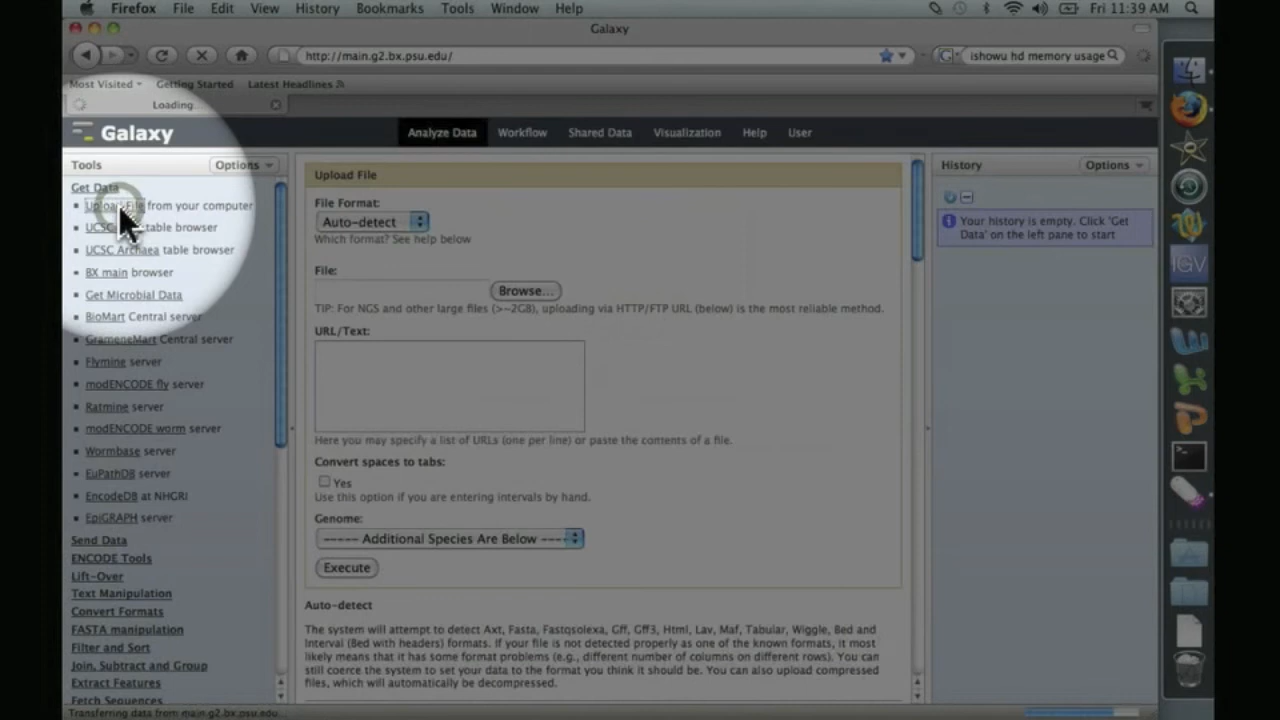 Firefox File Edit View History Bookmarks Tools Window Help Fri 11:39 AM
Galaxy
http://main.g2.bx.psu.edu/ ishowu hd memory usage
Most Visited Getting Started Latest Headlines
Loading
Galaxy Analyze Data Workflow Shared Data Visualization Help User
Tools Options
Get Data
Upload File from your computer
UCSC table browser
UCSC Archaea table browser
BX main browser
Get Microbial Data
BioMart Central server
GrameneMart Central server
Flymine server
modENCODE fly server
Ratmine server
modENCODE worm server
Wormbase server
EuPathDB server
EncodeDB at NHGRI
EpiGRAPH server
Send Data
ENCODE Tools
Lift-Over
Text Manipulation
Convert Formats
FASTA manipulation
Filter and Sort
Join, Subtract and Group
Extract Features
Fetch Sequences
Upload File
File Format:
Auto-detect
Which format? See help below
File:
Browse...
TIP: For NGS and other large files (>~2GB), uploading via HTTP/FTP URL (below) is the most reliable method.
URL/Text:
Here you may specify a list of URLs (one per line) or paste the contents of a file.
Convert spaces to tabs:
Yes
Use this option if you are entering intervals by hand.
Genome:
----- Additional Species Are Below ----
Execute
Auto-detect
The system will attempt to detect Axt, Fasta, Fastqsolexa, Gff, Gff3, Html, Lav, Maf, Tabular, Wiggle, Bed and
Interval (Bed with headers) formats. If your file is not detected properly as one of the known formats, it most
likely means that it has some format problems (e.g., different number of columns on different rows). You can
still coerce the system to set your data to the format you think it should be. You can also upload compressed
files, which will automatically be decompressed.
History Options
Your history is empty. Click 'Get
Data' on the left pane to start
IGV
Transferring data from main.g2.bx.psu.edu...